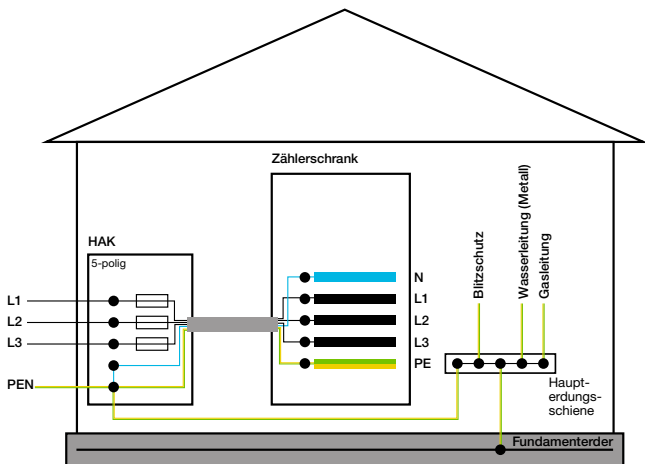 Zählerschrank
HAK
5-polig
L1
L2
L3
PEN
N
L1
L2
L3
PE
Blitzschutz
Wasserleitung (Metall)
Gasleitung
Haupt-
erdungs-
schiene
Fundamenterder